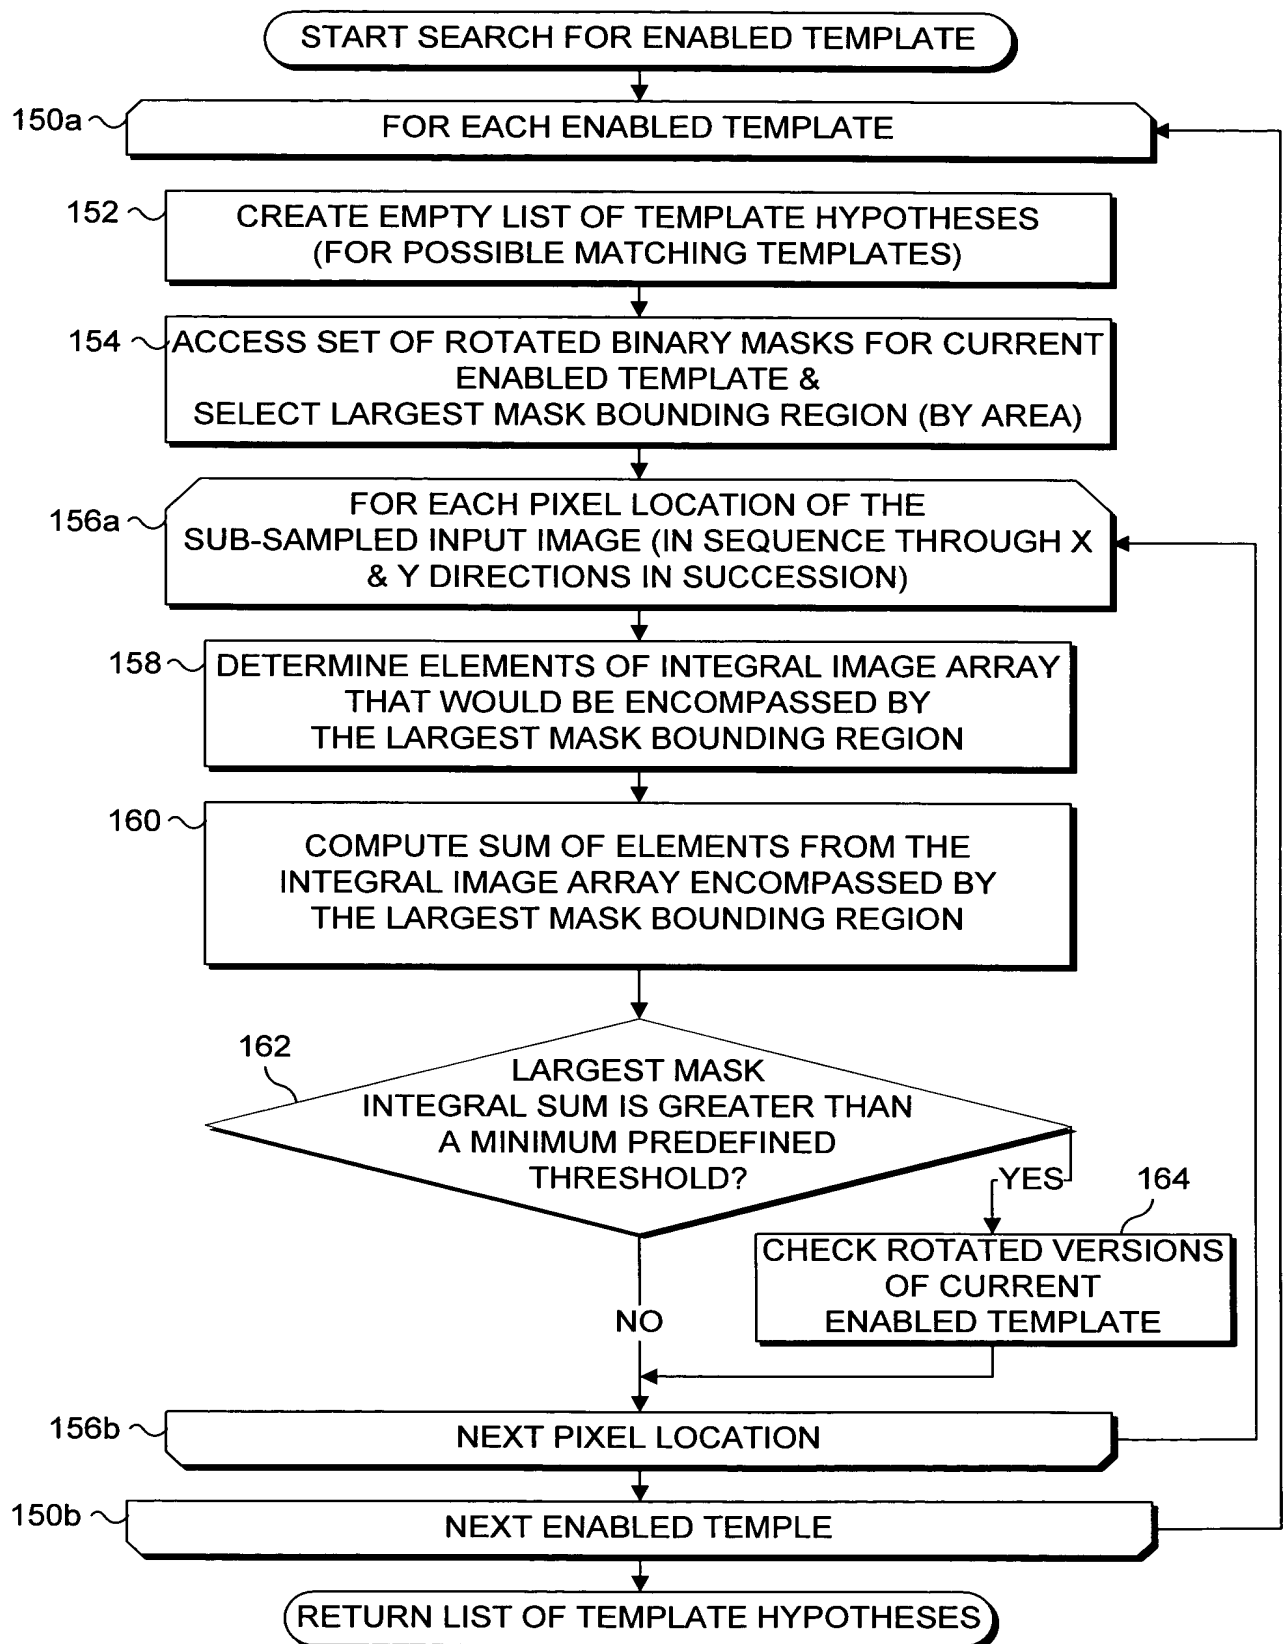 START SEARCH FOR ENABLED TEMPLATE
150a
FOR EACH ENABLED TEMPLATE
152
CREATE EMPTY LIST OF TEMPLATE HYPOTHESES
(FOR POSSIBLE MATCHING TEMPLATES)
154
ACCESS SET OF ROTATED BINARY MASKS FOR CURRENT
ENABLED TEMPLATE &
SELECT LARGEST MASK BOUNDING REGION (BY AREA)
156a
FOR EACH PIXEL LOCATION OF THE
SUB-SAMPLED INPUT IMAGE (IN SEQUENCE THROUGH X
& Y DIRECTIONS IN SUCCESSION)
158
DETERMINE ELEMENTS OF INTEGRAL IMAGE ARRAY
THAT WOULD BE ENCOMPASSED BY
THE LARGEST MASK BOUNDING REGION
160
COMPUTE SUM OF ELEMENTS FROM THE
INTEGRAL IMAGE ARRAY ENCOMPASSED BY
THE LARGEST MASK BOUNDING REGION
162
LARGEST MASK
INTEGRAL SUM IS GREATER THAN
A MINIMUM PREDEFINED
THRESHOLD?
YES
164
CHECK ROTATED VERSIONS
OF CURRENT
ENABLED TEMPLATE
NO
156b
NEXT PIXEL LOCATION
150b
NEXT ENABLED TEMPLE
RETURN LIST OF TEMPLATE HYPOTHESES